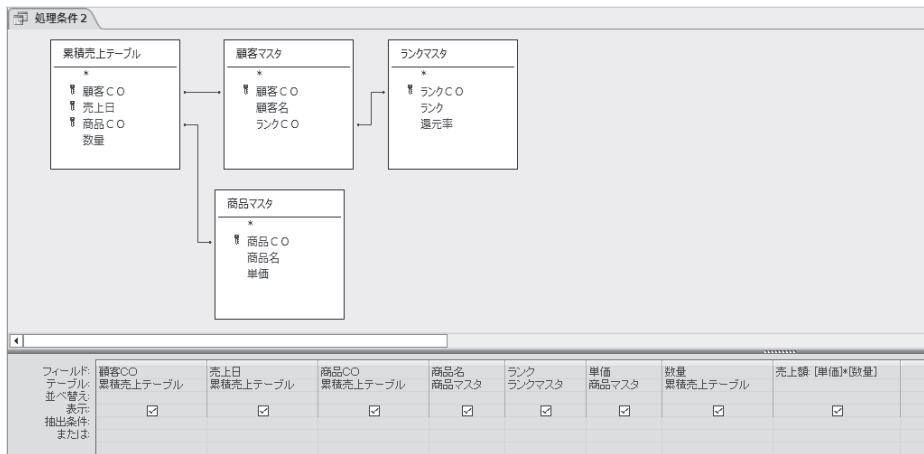 処理条件2
累積売上テーブル
*
顧客CO
売上日
商品CO
数量
顧客マスタ
*
顧客CO
顧客名
ランクCO
ランクマスタ
*
ランクCO
ランク
還元率
商品マスタ
*
商品CO
商品名
単価
フィールド: 顧客CO 売上日 商品CO 商品名 ランク 単価 数量 売上額: [単価]*[数量]
テーブル: 累積売上テーブル 累積売上テーブル 累積売上テーブル 商品マスタ ランクマスタ 商品マスタ 累積売上テーブル
並べ替え:
表示:
抽出条件:
または: